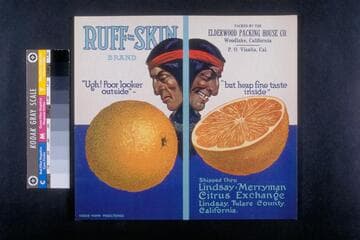 KODAK GRAY SCALE
RUFF-SKIN
BRAND
PACKED BY THE
ELDERWOOD PACKING HOUSE CO.
Woodlake, California
P. O. Visalia, Cal.
"Ugh! Poor looker
outside" -
"but heap fine taste
inside"
Shipped Thru
Lindsay-Merryman
Citrus Exchange
Lindsay, Tulare County
California.